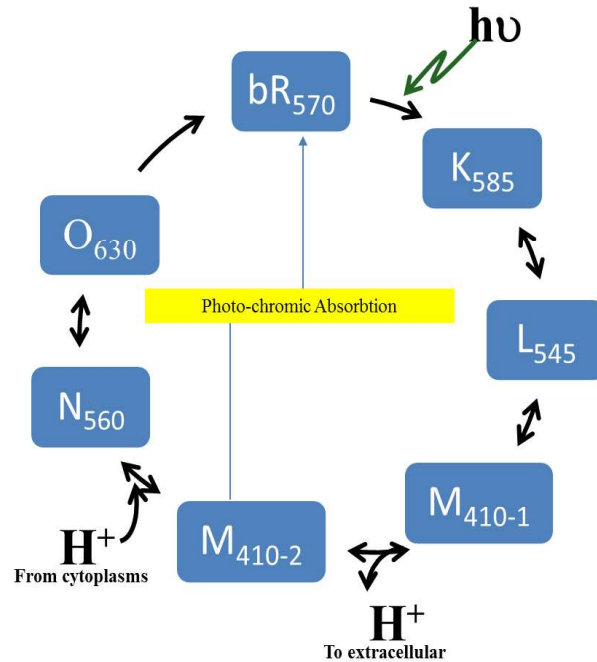 hυ
bR570
K585
O630
Photo-chromic Absorbtion
L545
N560
M410-1
M410-2
H+
From cytoplasms
H+
To extracellular